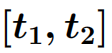 [t₁, t₂]